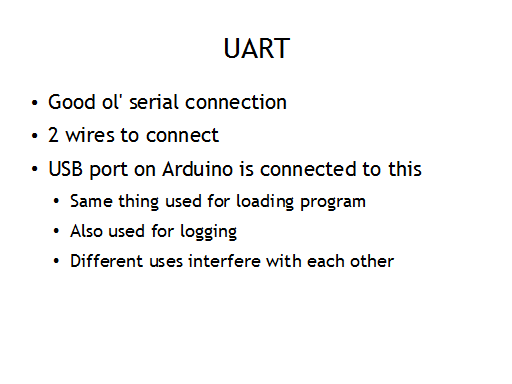 UART
• Good ol' serial connection
• 2 wires to connect
• USB port on Arduino is connected to this
• Same thing used for loading program
• Also used for logging
• Different uses interfere with each other